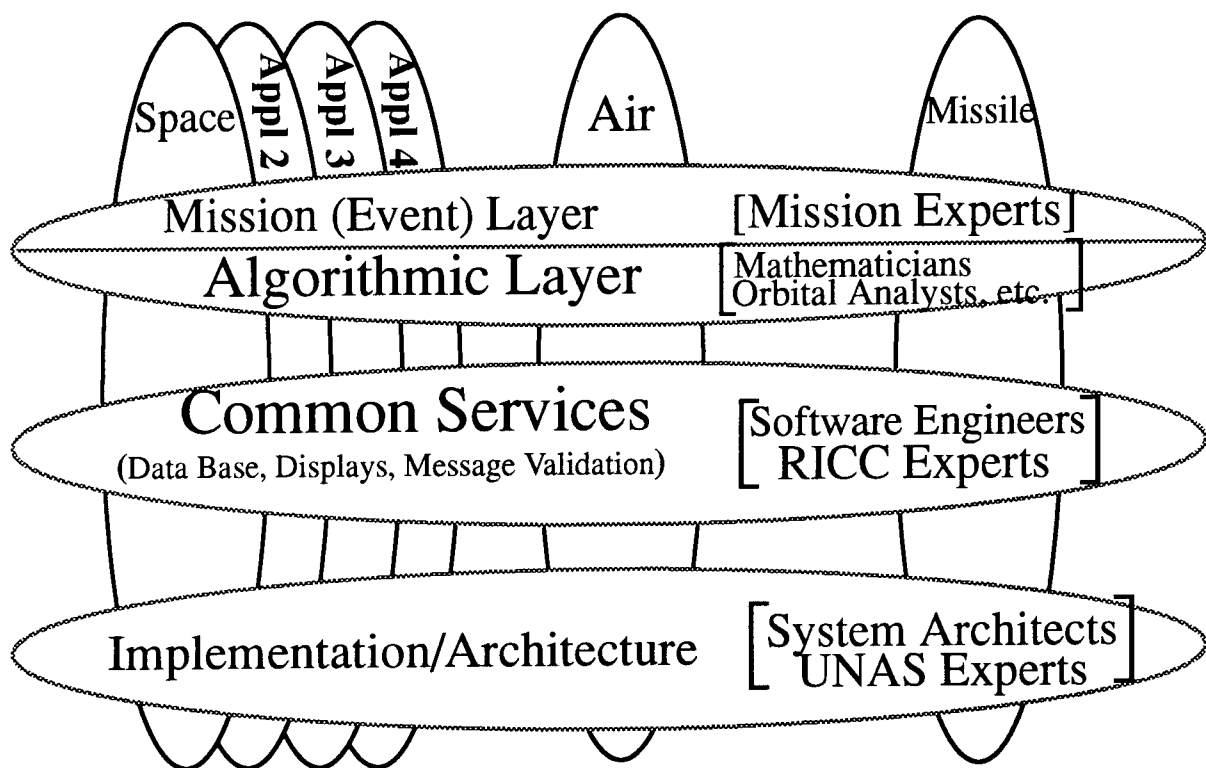 Space
Appl 2
Appl 3
Appl 4
Air
Missile
Mission (Event) Layer
[Mission Experts]
Algorithmic Layer
[Mathematicians
Orbital Analysts, etc.]
Common Services
(Data Base, Displays, Message Validation)
[Software Engineers
RICC Experts]
Implementation/Architecture
[System Architects
UNAS Experts]